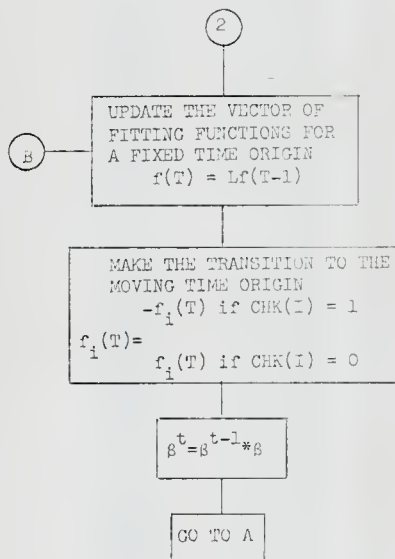 2
UPDATE THE VECTOR OF
FITTING FUNCTIONS FOR
A FIXED TIME ORIGIN
f(T) = Lf(T-1)
B
MAKE THE TRANSITION TO THE
MOVING TIME ORIGIN
-f_i(T) if CHK(I) = 1
f_i(T)=
f_i(T) if CHK(I) = 0
β^t=β^t-1*β
GO TO A